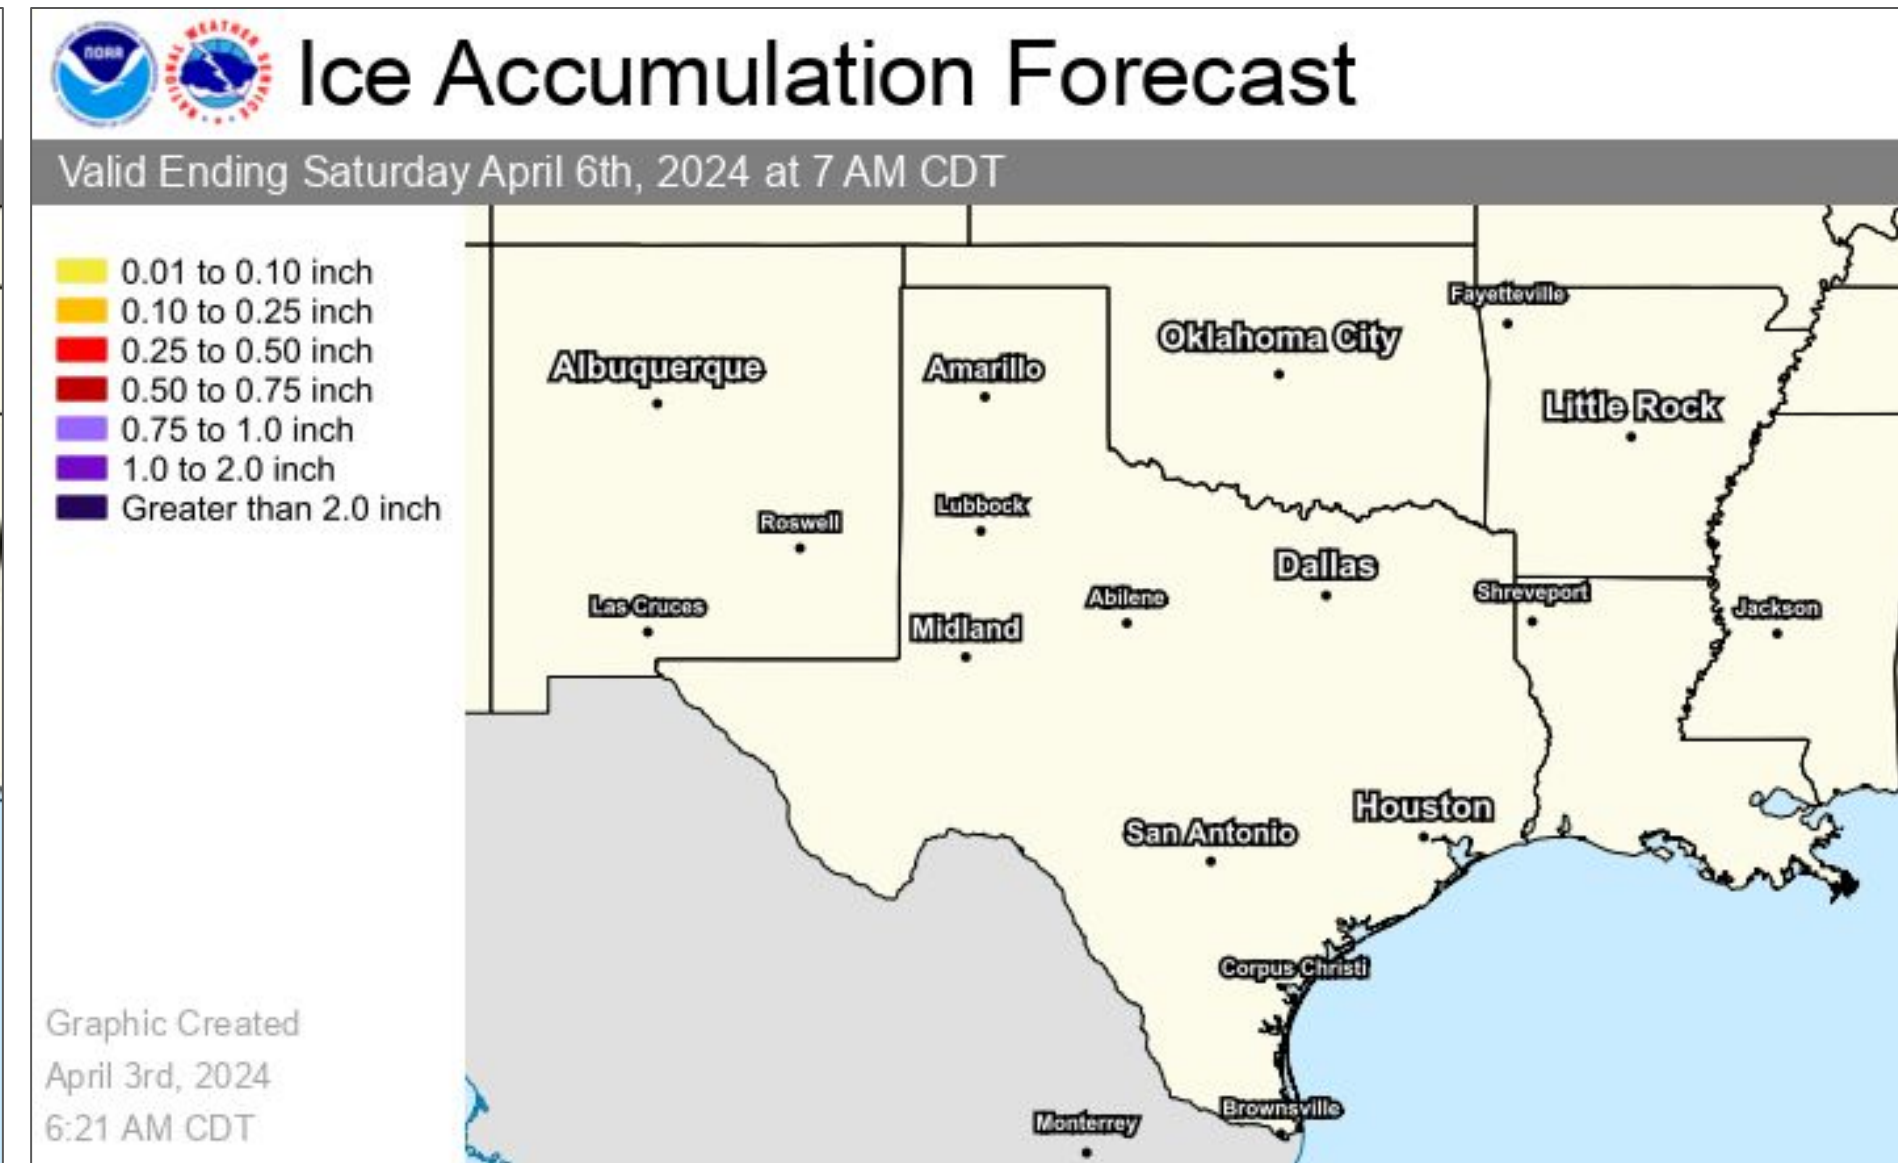 noaa
NATIONAL WEATHER SERVICE
Ice Accumulation Forecast
Valid Ending Saturday April 6th, 2024 at 7 AM CDT
0.01 to 0.10 inch
0.10 to 0.25 inch
0.25 to 0.50 inch
0.50 to 0.75 inch
0.75 to 1.0 inch
1.0 to 2.0 inch
Greater than 2.0 inch
Fayetteville
Oklahoma City
Albuquerque
Amarillo
Little Rock
Lubbock
Roswell
Dallas
Shreveport
Abilene
Las Cruces
Jackson
Midland
Houston
San Antonio
Corpus Christi
Brownsville
Monterrey
Graphic Created
April 3rd, 2024
6:21 AM CDT